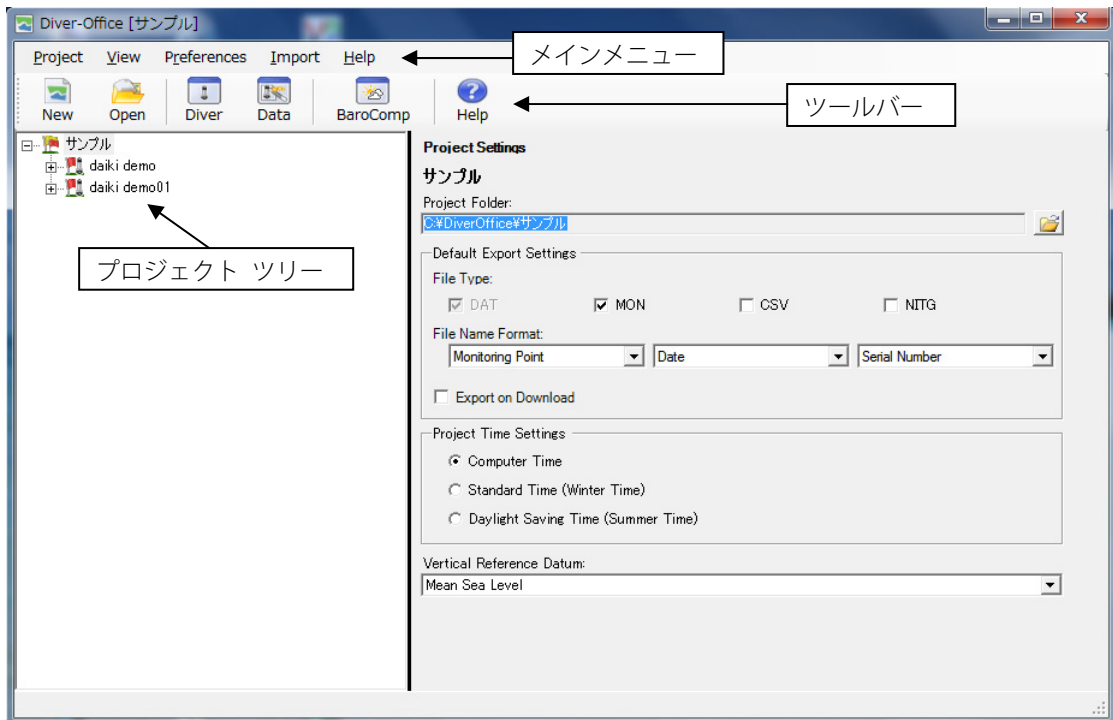 Diver-Office [サンプル]
Project View Preferences Import Help
メインメニュー
New Open Diver Data BaroComp Help
ツールバー
サンプル
daiki demo
daiki demo01
プロジェクト ツリー
Project Settings
サンプル
Project Folder:
C:¥DiverOffice¥サンプル
Default Export Settings
File Type:
DAT MON CSV NITG
File Name Format:
Monitoring Point Date Serial Number
Export on Download
Project Time Settings
Computer Time
Standard Time (Winter Time)
Daylight Saving Time (Summer Time)
Vertical Reference Datum:
Mean Sea Level